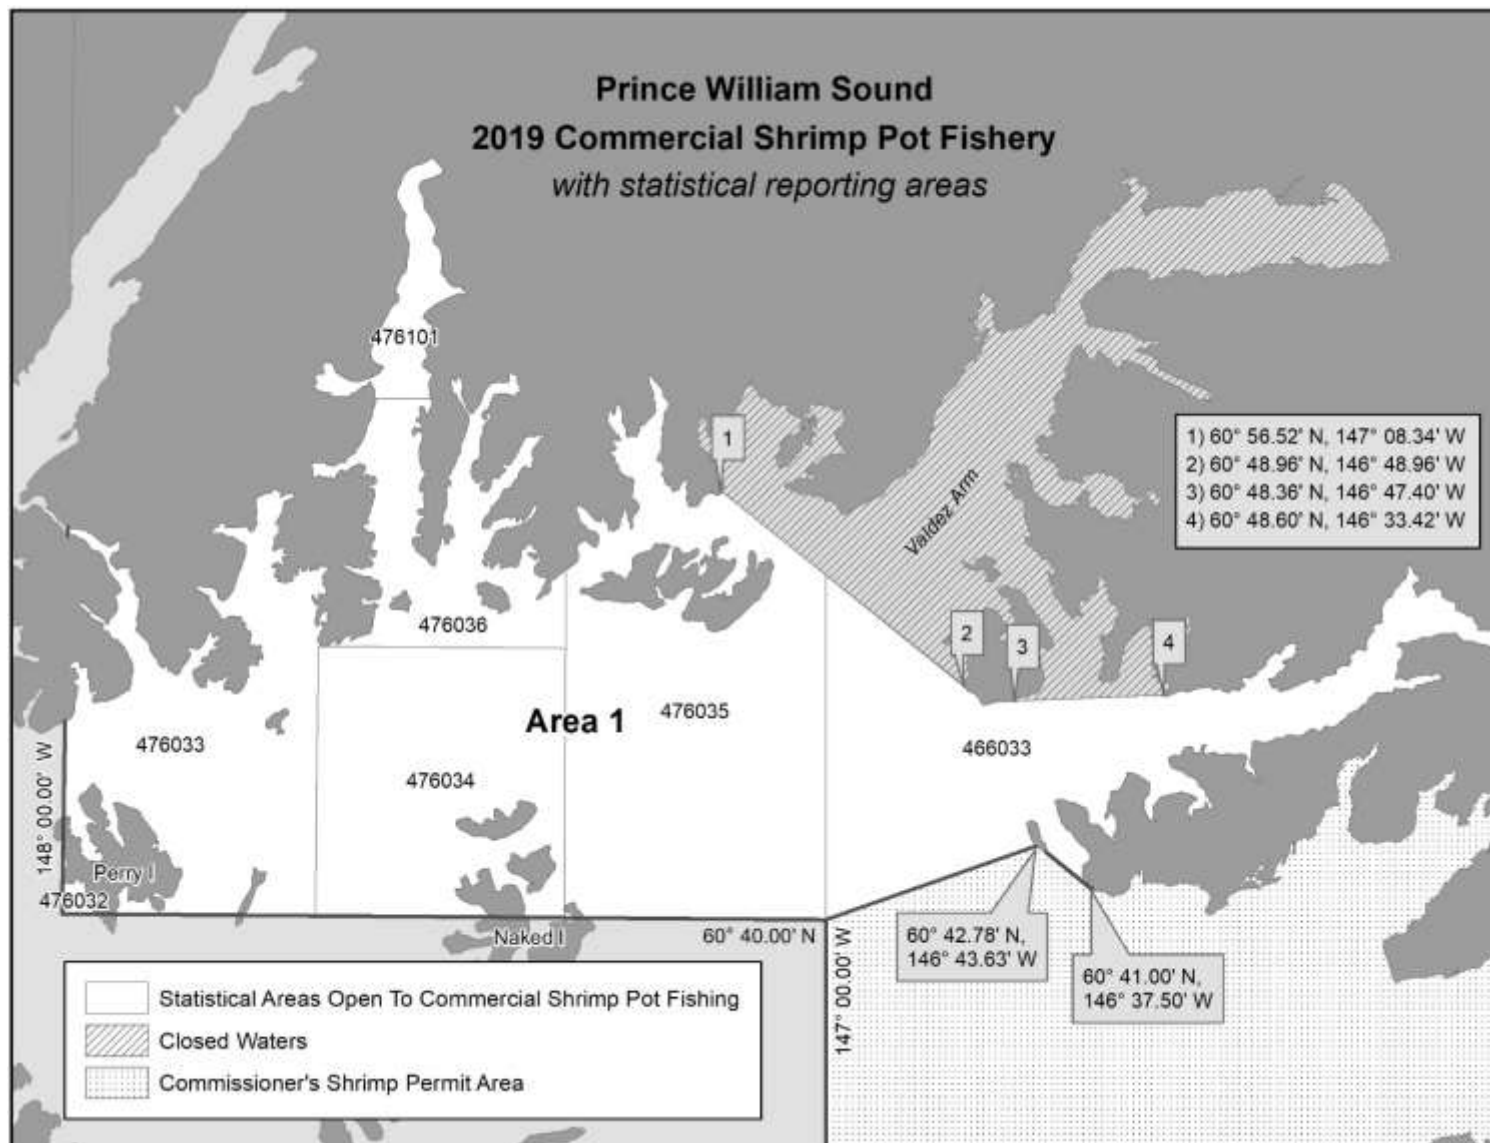 Prince William Sound
2019 Commercial Shrimp Pot Fishery
with statistical reporting areas
476101
1
1) 60° 56.52' N, 147° 08.34' W
2) 60° 48.96' N, 146° 48.96' W
3) 60° 48.36' N, 146° 47.40' W
4) 60° 48.60' N, 146° 33.42' W
Valdez Arm
476036
2
3
4
Area 1
476035
476033
466033
476034
148° 00.00' W
Perry I
476032
Naked I
60° 40.00' N
147° 00.00' W
60° 42.78' N,
146° 43.63' W
60° 41.00' N,
146° 37.50' W
Statistical Areas Open To Commercial Shrimp Pot Fishing
Closed Waters
Commissioner's Shrimp Permit Area